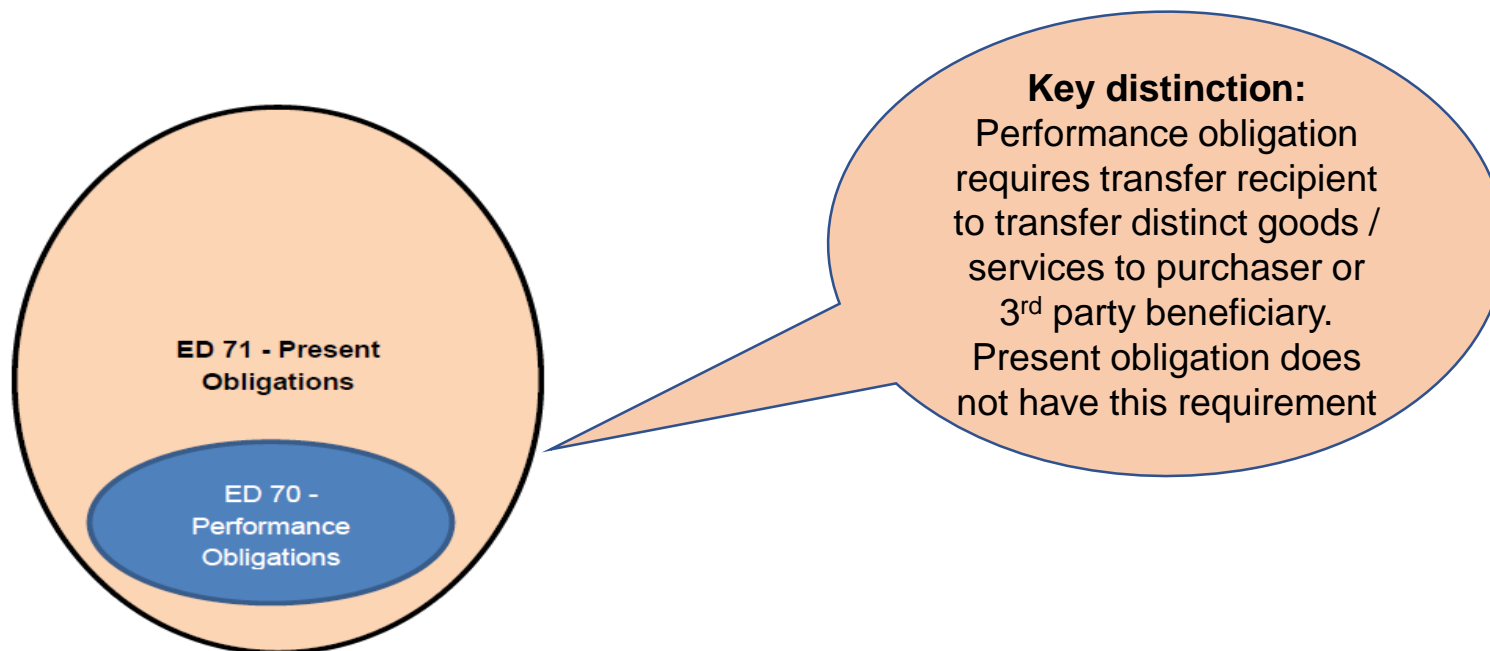 Key distinction:
Performance obligation
requires transfer recipient
to transfer distinct goods /
services to purchaser or
3rd party beneficiary.
Present obligation does
not have this requirement
ED 71 - Present
Obligations
ED 70 -
Performance
Obligations